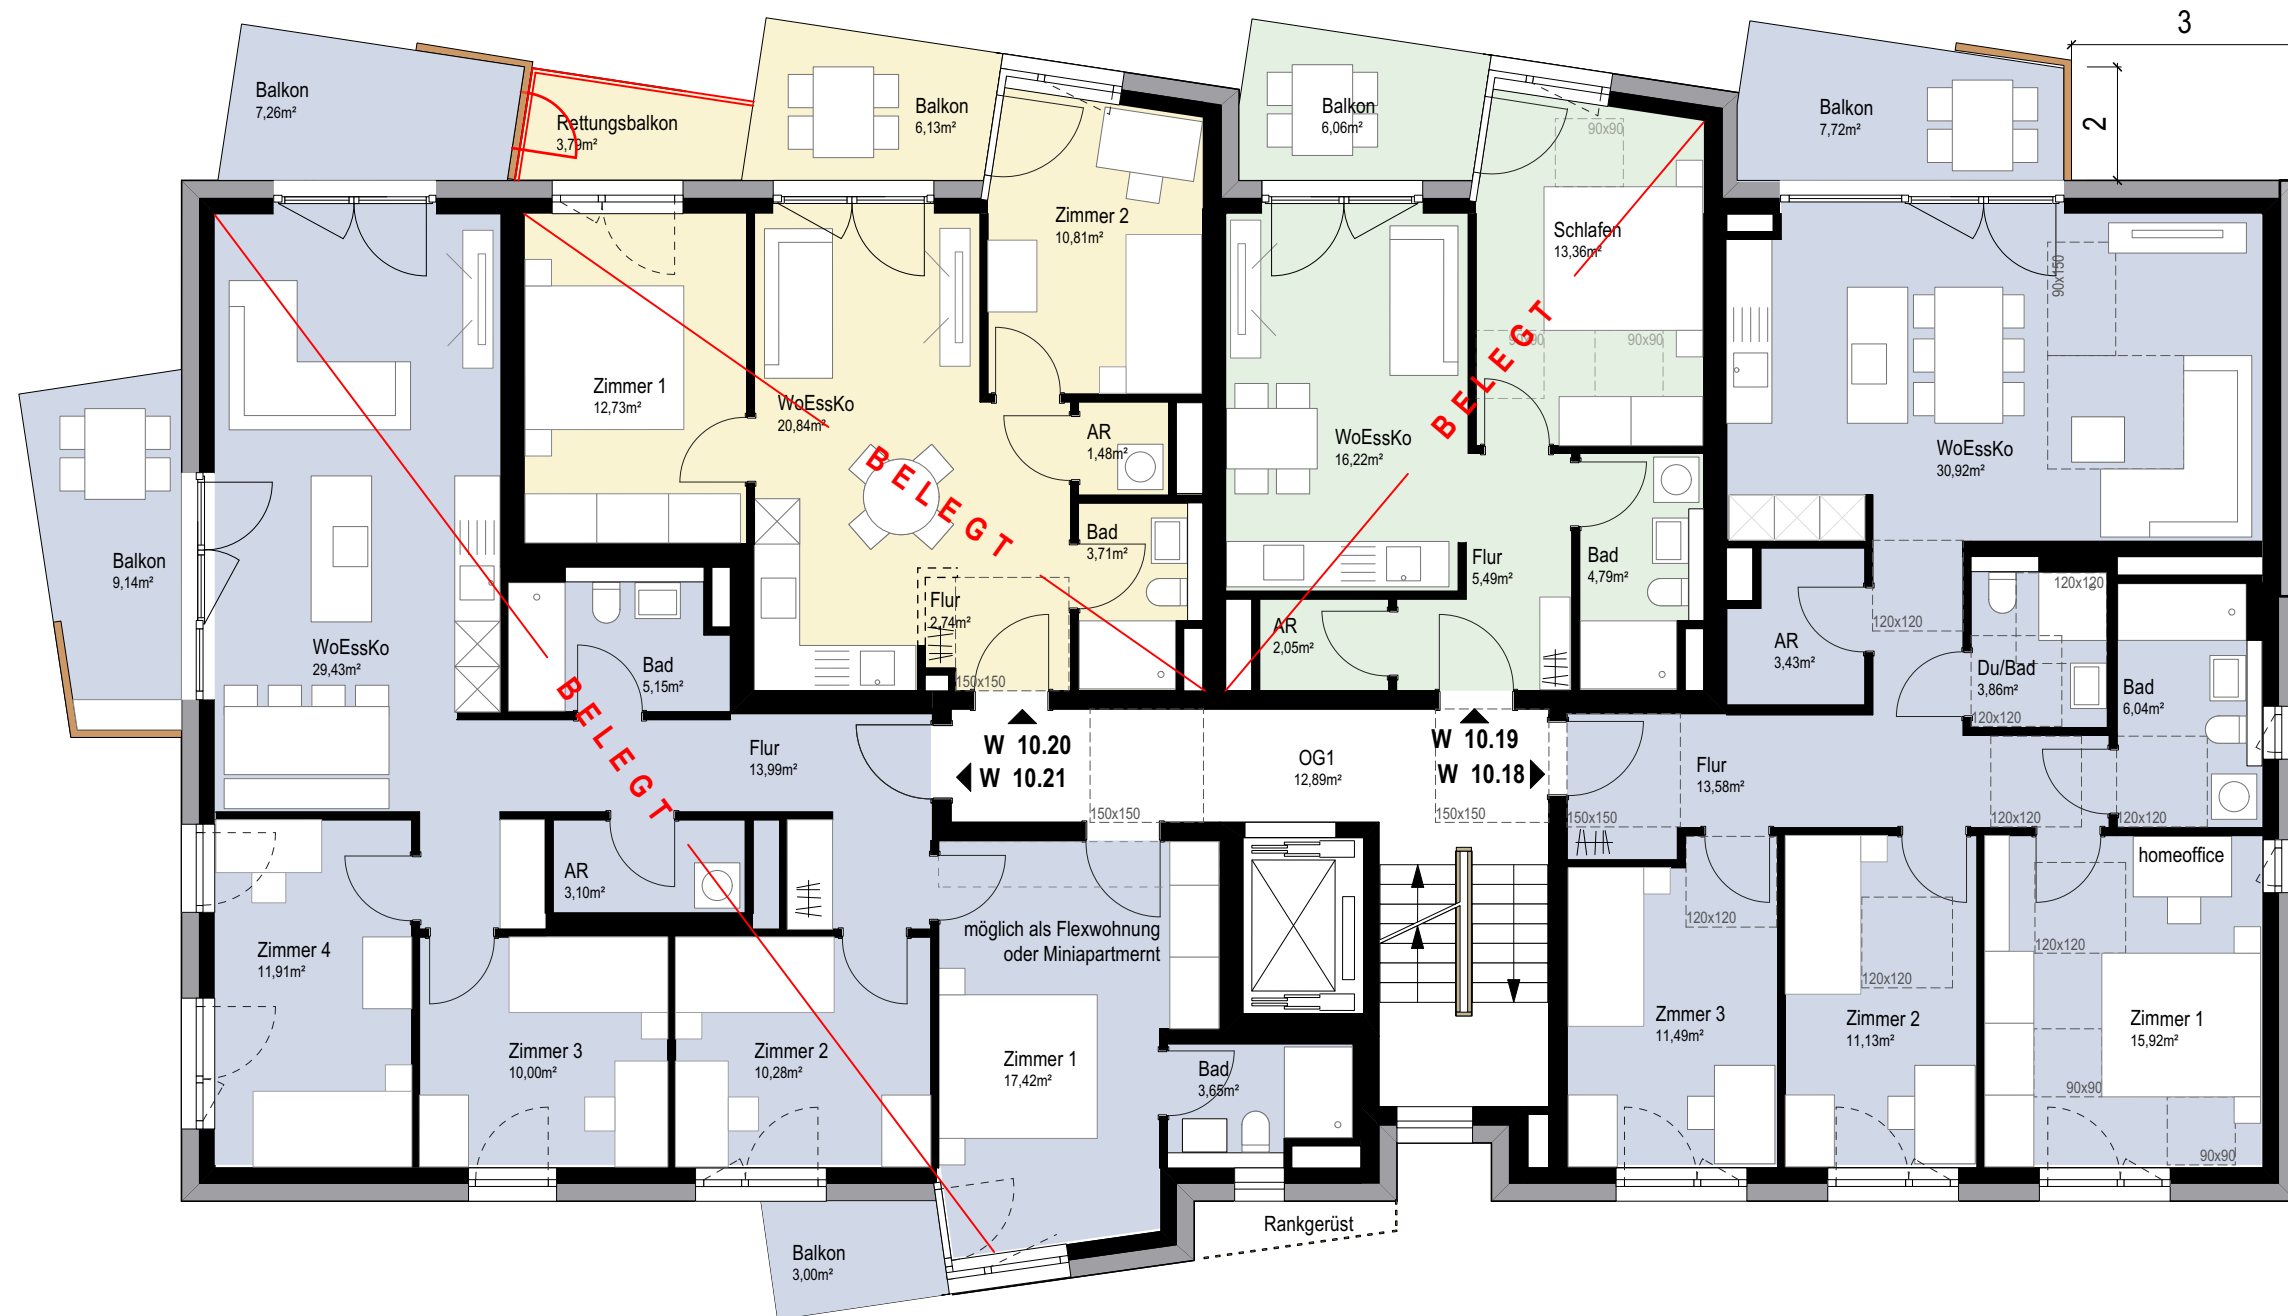 3
2
Balkon
7,26m²
Rettungsbalkon
3,79m²
Balkon
6,13m²
Balkon
6,06m²
Balkon
7,72m²
Zimmer 2
10,81m²
90x90
Schlafen
13,36m²
90x150
90x90
90x90
Zimmer 1
12,73m²
WoEssKo
20,84m²
AR
1,48m²
WoEssKo
16,22m²
BELEGT
WoEssKo
30,92m²
BELEGT
Bad
3,71m²
Flur
5,49m²
Bad
4,79m²
Balkon
9,14m²
Flur
2,74m²
AR
2,05m²
120x120
120x120
AR
3,43m²
Du/Bad
3,86m²
120x120
Bad
6,04m²
WoEssKo
29,43m²
Bad
5,15m²
150x150
BELEGT
Flur
13,99m²
W 10.20
W 10.21
OG1
12,89m²
W 10.19
W 10.18
Flur
13,58m²
150x150
150x150
150x150
120x120
120x120
AR
3,10m²
möglich als Flexwohnung
oder Miniapartmernt
homeoffice
120x120
120x120
120x120
Zimmer 4
11,91m²
Zimmer 3
10,00m²
Zimmer 2
10,28m²
Zimmer 1
17,42m²
Bad
3,65m²
Zmmer 3
11,49m²
Zimmer 2
11,13m²
Zimmer 1
15,92m²
90x90
90x90
Rankgerüst
Balkon
3,00m²